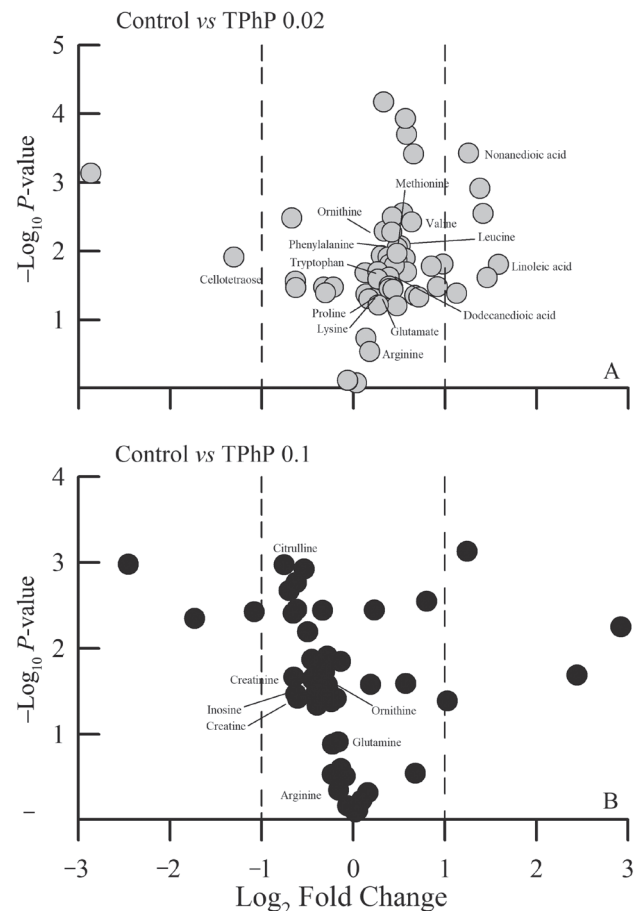 Control vs TPhP 0.02
5
4
3
2
1
–Log10 P-value
Nonanedioic acid
Methionine
Ornithine
Valine
Phenylalanine
Leucine
Cellotetraose
Tryptophan
Linoleic acid
Proline
Dodecanedioic acid
Lysine
Glutamate
Arginine
A
Control vs TPhP 0.1
4
3
2
1
–
–Log10 P-value
Citrulline
Creatinine
Inosine
Ornithine
Creatine
Glutamine
Arginine
B
−3 −2 −1 0 1 2 3
Log2 Fold Change